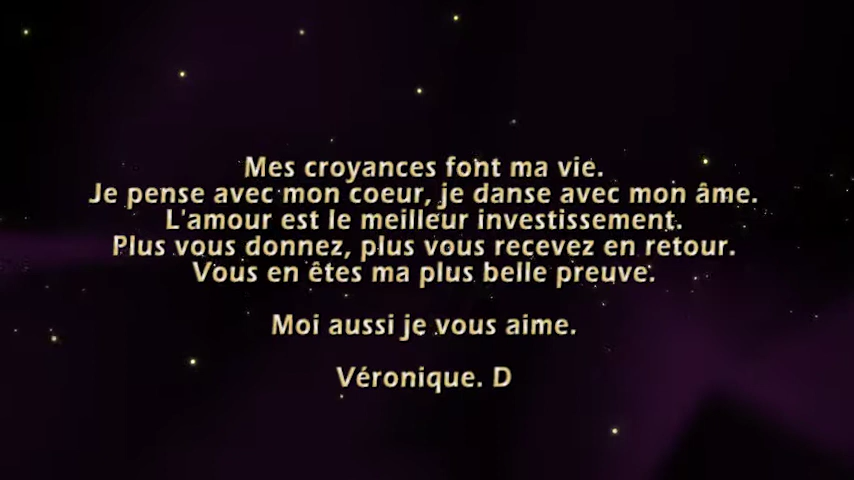 Mes croyances font ma vie.
Je pense avec mon coeur, je danse avec mon âme.
L'amour est le meilleur investissement.
Plus vous donnez, plus vous recevez en retour.
Vous en êtes ma plus belle preuve.
Moi aussi je vous aime.
Véronique. D